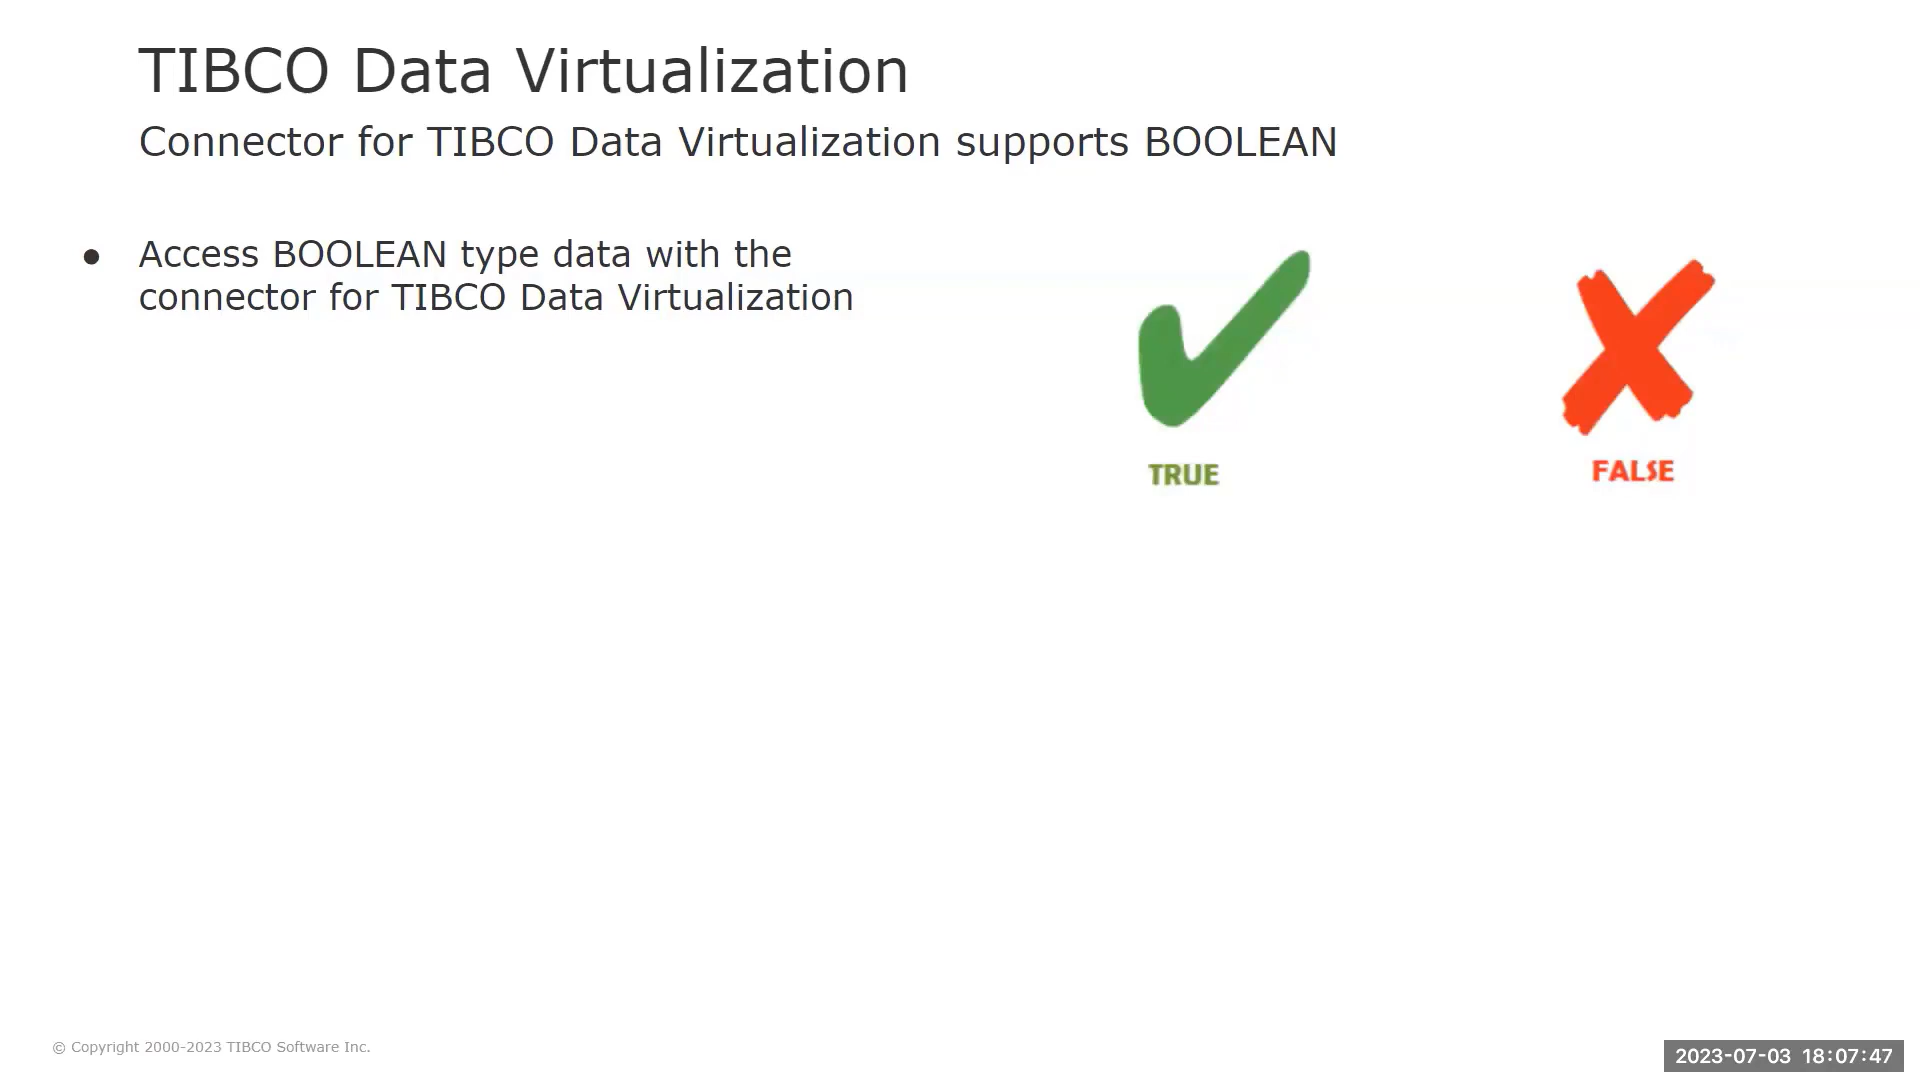 TIBCO Data Virtualization
Connector for TIBCO Data Virtualization supports BOOLEAN
● Access BOOLEAN type data with the
connector for TIBCO Data Virtualization
TRUE
FALSE
© Copyright 2000-2023 TIBCO Software Inc.
2023-07-03 18:07:47